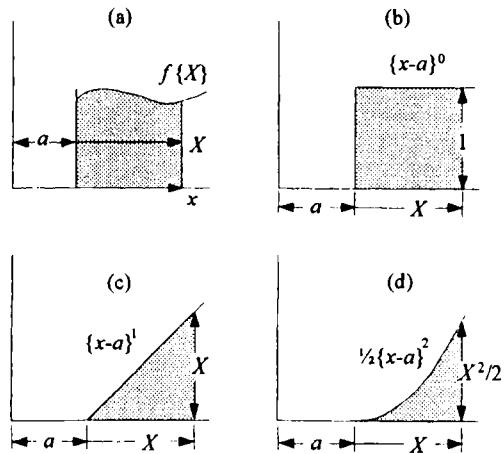 (a)
f{X}
a
X
x
(b)
{x-a}⁰
1
a
X
(c)
{x-a}¹
X
a
X
(d)
½{x-a}²
X²/2
a
X